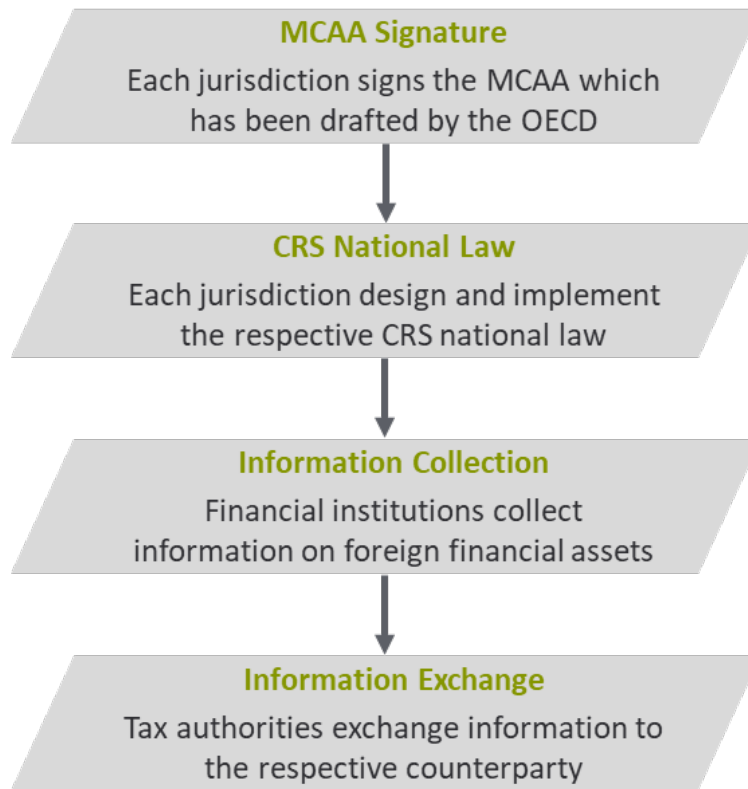 MCAA Signature
Each jurisdiction signs the MCAA which
has been drafted by the OECD
CRS National Law
Each jurisdiction design and implement
the respective CRS national law
Information Collection
Financial institutions collect
information on foreign financial assets
Information Exchange
Tax authorities exchange information to
the respective counterparty